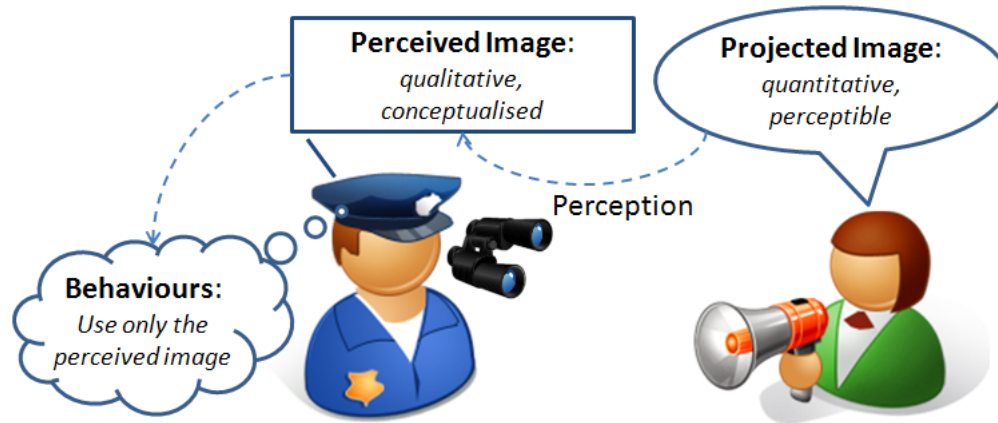 Perceived Image:
qualitative,
conceptualised
Projected Image:
quantitative,
perceptible
Perception
Behaviours:
Use only the
perceived image